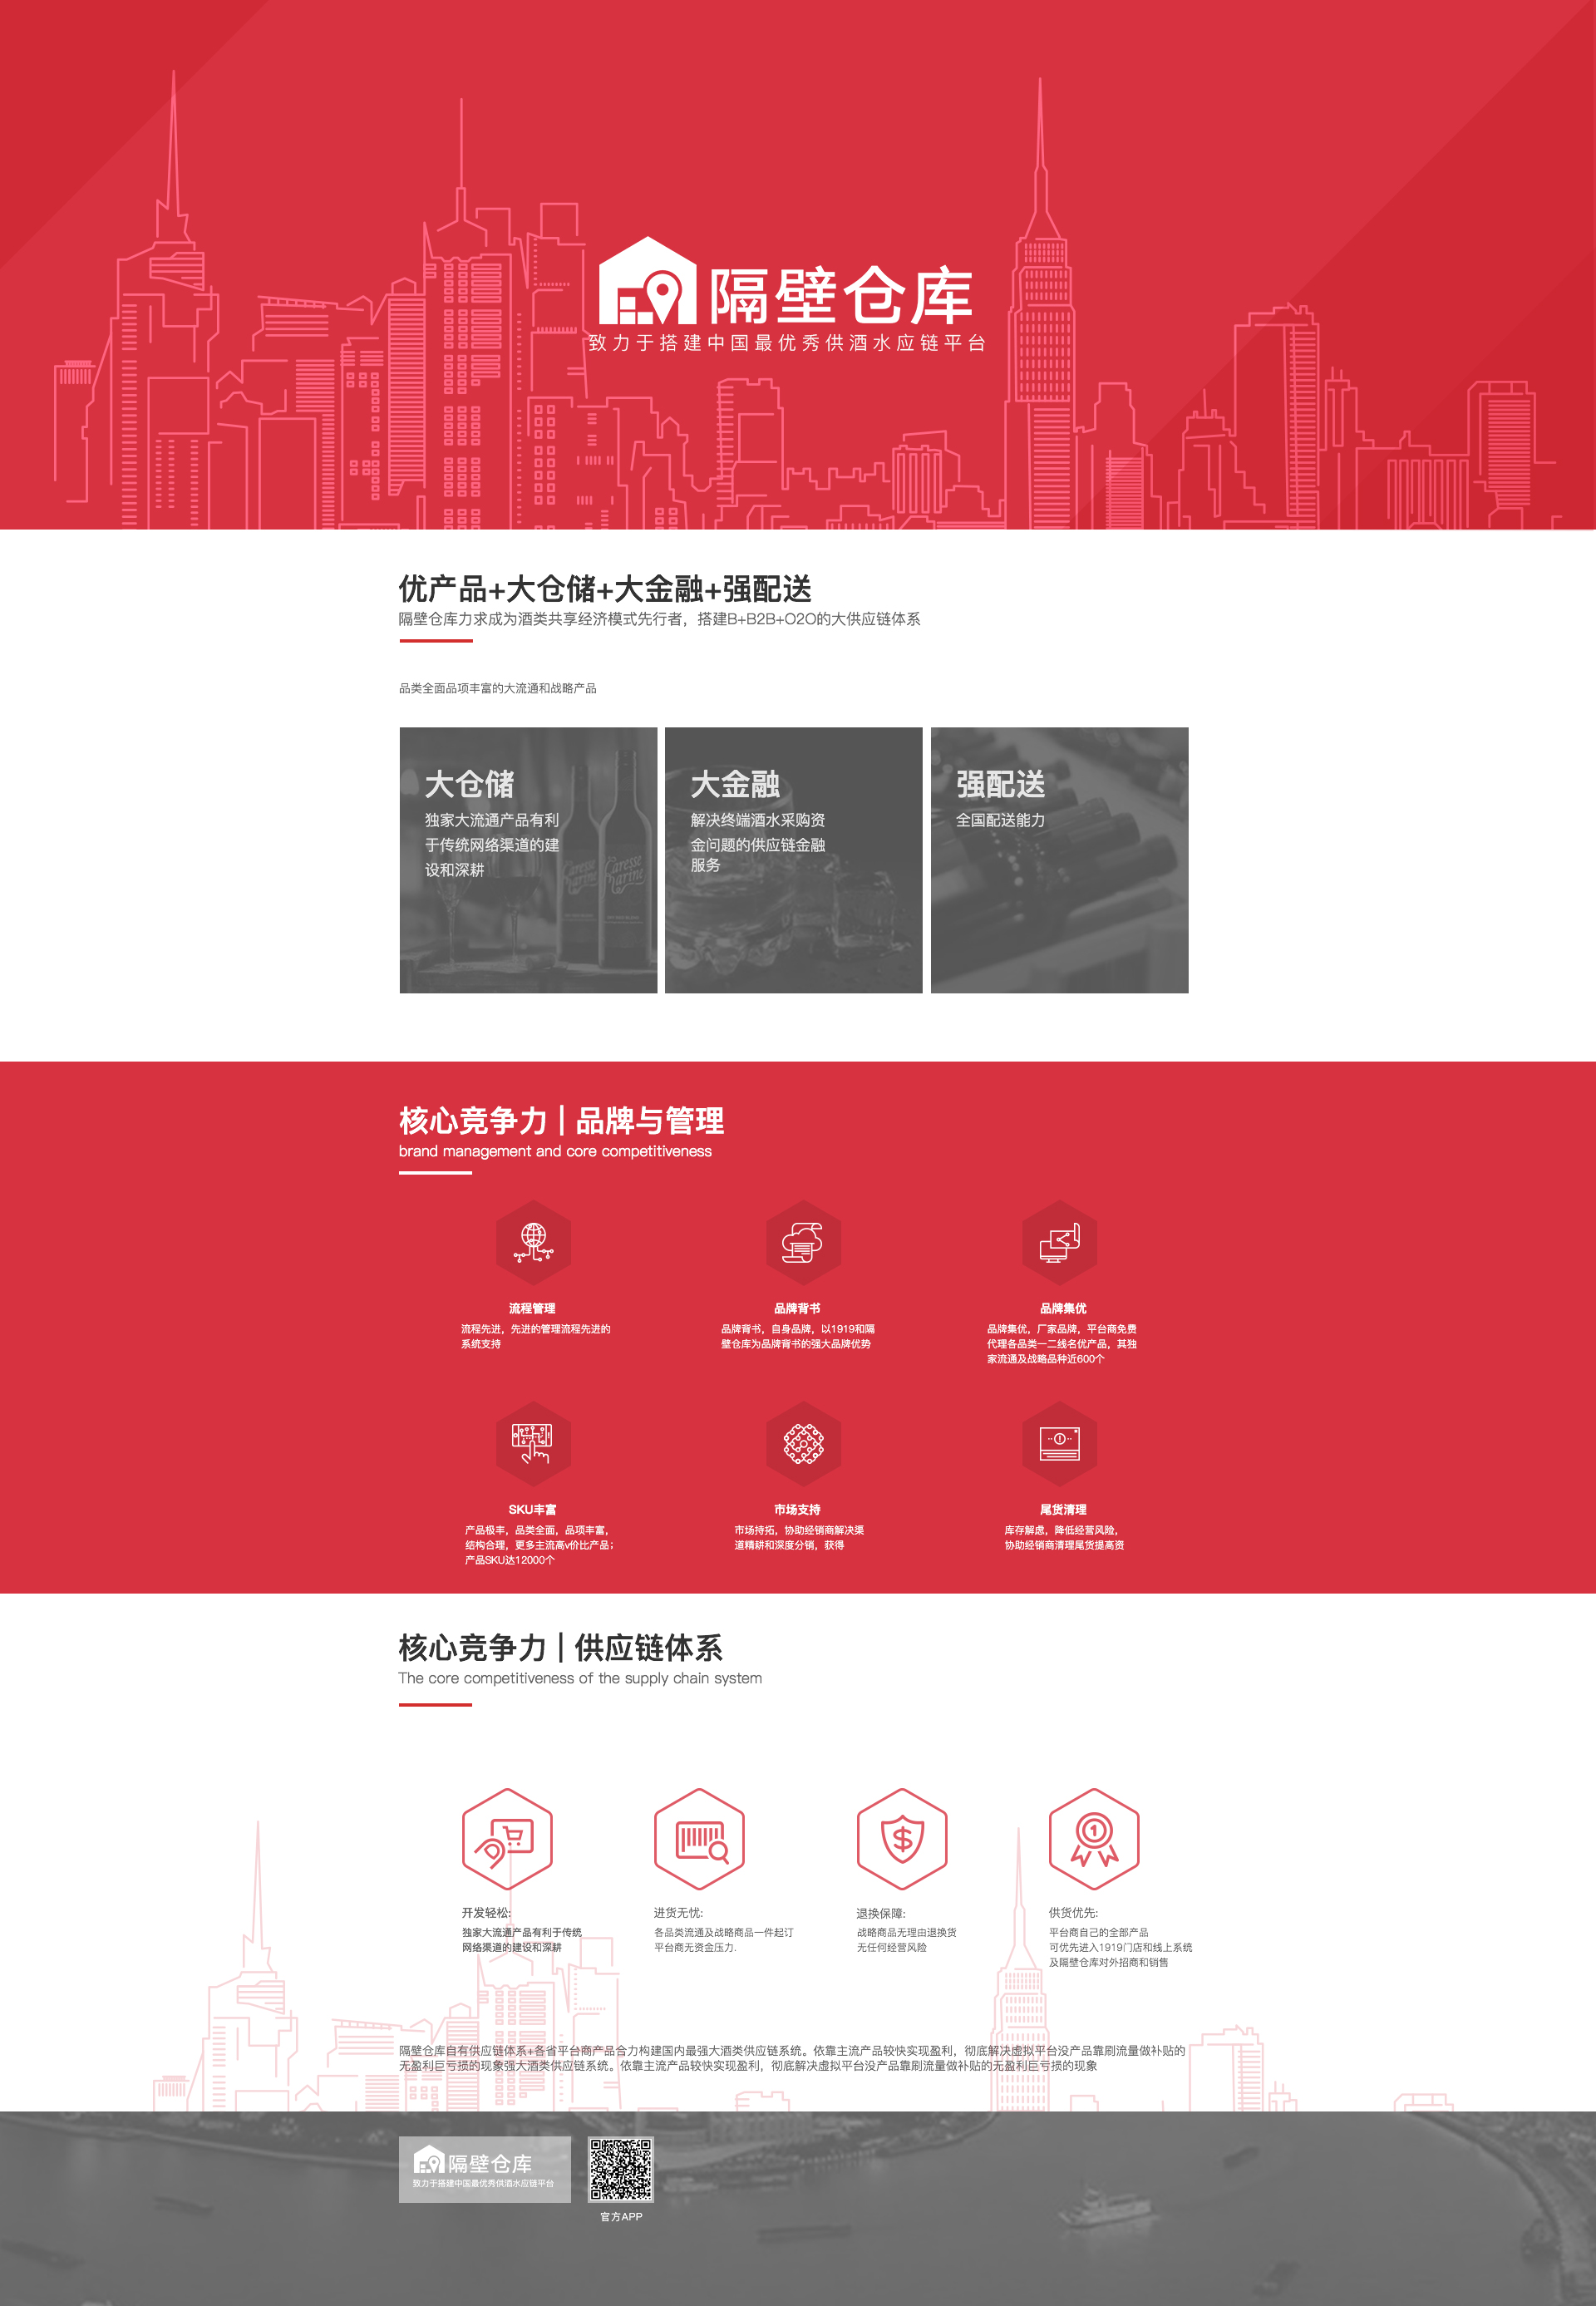 隔壁仓库
致力于搭建中国最优秀供酒水应链平台
优产品+大仓储+大金融+强配送
隔壁仓库力求成为酒类共享经济模式先行者，搭建B+B2B+O2O的大供应链体系
品类全面品项丰富的大流通和战略产品
大仓储
独家大流通产品有利
于传统网络渠道的建
设和深耕
大金融
解决终端酒水采购资
金问题的供应链金融
服务
强配送
全国配送能力
核心竞争力 | 品牌与管理
brand management and core competitiveness
流程管理
流程先进，先进的管理流程先进的
系统支持
品牌背书
品牌背书，自身品牌，以1919和隔
壁仓库为品牌背书的强大品牌优势
品牌集优
品牌集优，厂家品牌，平台商免费
代理各品类一二线名优产品，其独
家流通及战略品种近600个
SKU丰富
产品极丰，品类全面，品项丰富，
结构合理，更多主流高v价比产品；
产品SKU达12000个
市场支持
市场持拓，协助经销商解决渠
道精耕和深度分销，获得
尾货清理
库存解虑，降低经营风险，
协助经销商清理尾货提高资
核心竞争力 | 供应链体系
The core competitiveness of the supply chain system
开发轻松:
独家大流通产品有利于传统
网络渠道的建设和深耕
进货无忧:
各品类流通及战略商品一件起订
平台商无资金压力.
退换保障:
战略商品无理由退换货
无任何经营风险
供货优先:
平台商自己的全部产品
可优先进入1919门店和线上系统
及隔壁仓库对外招商和销售
隔壁仓库自有供应链体系+各省平台商产品合力构建国内最强大酒类供应链系统。依靠主流产品较快实现盈利，彻底解决虚拟平台没产品靠刷流量做补贴的
无盈利巨亏损的现象强大酒类供应链系统。依靠主流产品较快实现盈利，彻底解决虚拟平台没产品靠刷流量做补贴的无盈利巨亏损的现象
隔壁仓库
致力于搭建中国最优秀供酒水应链平台
官方APP